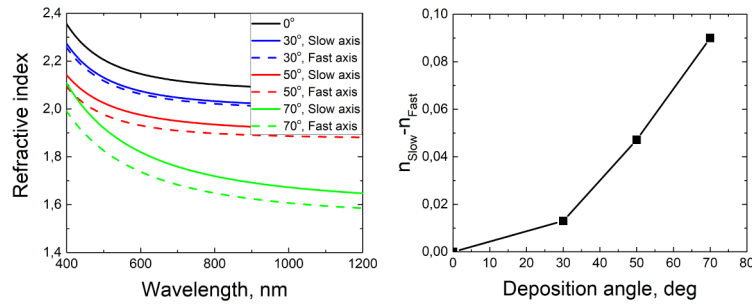 2,4
2,2
2,0
1,8
1,6
1,4
Refractive index
400
600
800
1000
1200
Wavelength, nm
0°
30°, Slow axis
30°, Fast axis
50°, Slow axis
50°, Fast axis
70°, Slow axis
70°, Fast axis
0,10
0,08
0,06
0,04
0,02
0,00
nSlow-nFast
0
10
20
30
40
50
60
70
80
Deposition angle, deg